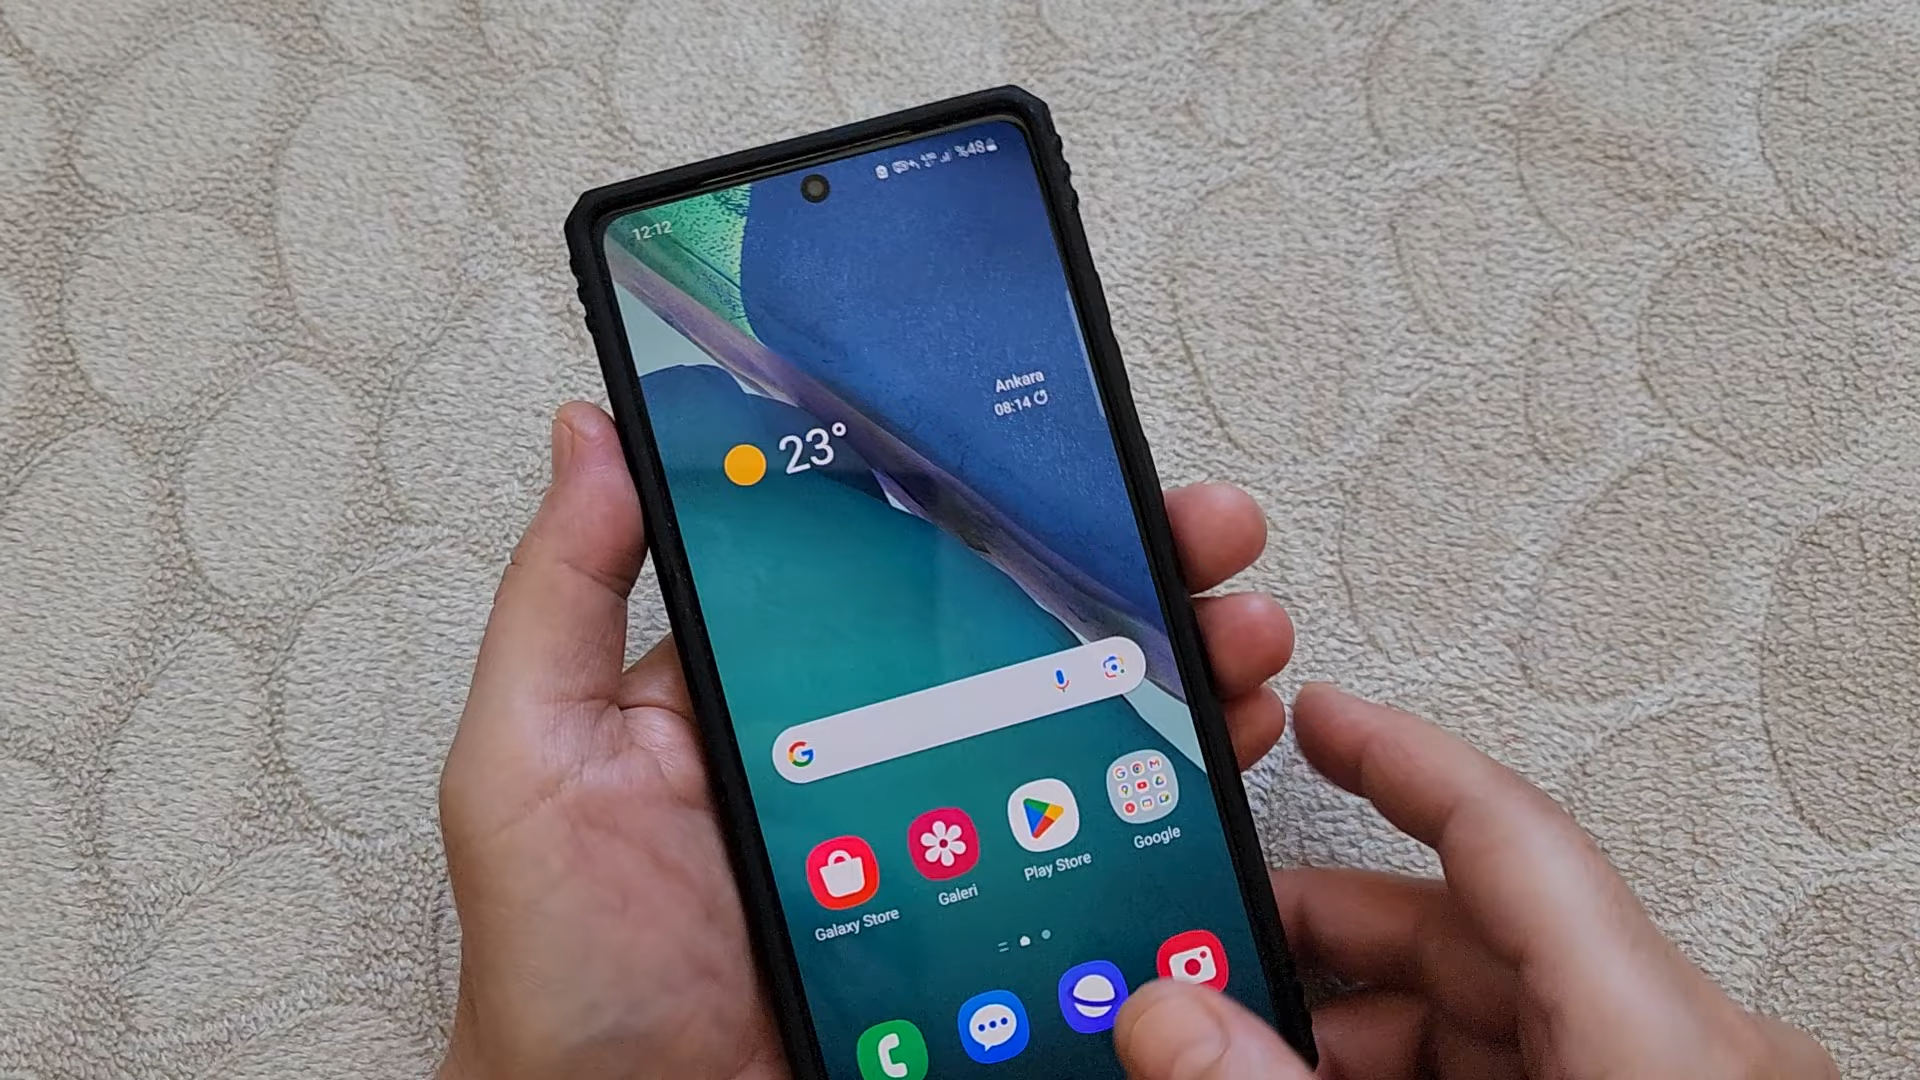 12:12
%48
Ankara
08:14
23°
G
Galaxy Store
Galeri
Play Store
Google